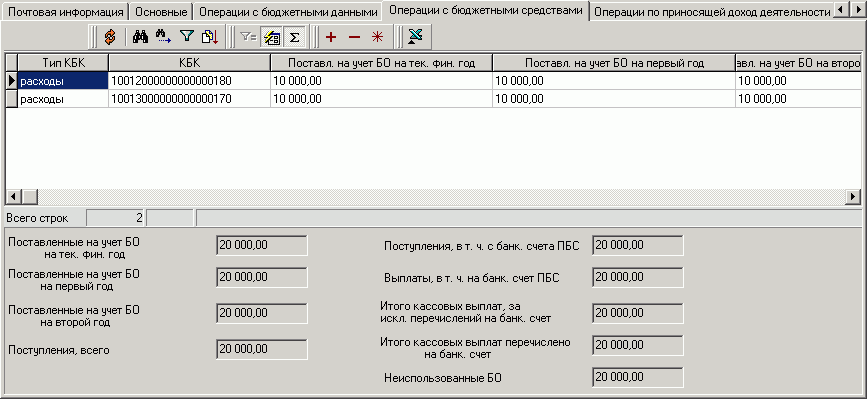 Почтовая информация Основные Операции с бюджетными данными Операции с бюджетными средствами Операции по приносящей доход деятельности
Тип КБК КБК Поставл. на учет БО на тек. фин. год Поставл. на учет БО на первый год авл. на учет БО на второ
расходы 10012000000000000180 10 000,00 10 000,00 10 000,00
расходы 10013000000000000170 10 000,00 10 000,00 10 000,00
Всего строк 2
Поставленные на учет БО
на тек. фин. год
20 000,00
Поставленные на учет БО
на первый год
20 000,00
Поставленные на учет БО
на второй год
20 000,00
Поступления, всего 20 000,00
Поступления, в т. ч. с банк. счета ПБС 20 000,00
Выплаты, в т. ч. на банк. счет ПБС 20 000,00
Итого кассовых выплат, за
искл. перечислений на банк. счет
20 000,00
Итого кассовых выплат перечислено
на банк. счет
20 000,00
Неиспользованные БО 20 000,00